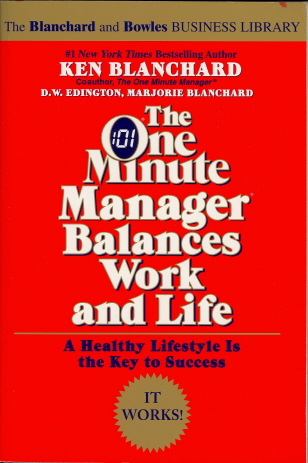 The Blanchard and Bowles BUSINESS LIBRARY
#1 New York Times Bestselling Author
KEN BLANCHARD
Coauthor, The One Minute Manager®
D.W. EDINGTON, MARJORIE BLANCHARD
The
One
101
Minute
Manager®
Balances
Work
and Life
A Healthy Lifestyle Is
the Key to Success
IT
WORKS!